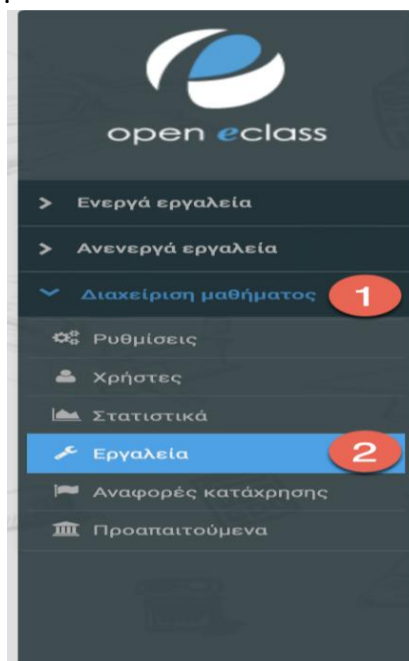 open eclass
Ενεργά εργαλεία
Ανενεργά εργαλεία
Διαχείριση μαθήματος 1
Ρυθμίσεις
Χρήστες
Στατιστικά
Εργαλεία 2
Αναφορές κατάχρησης
Προαπαιτούμενα